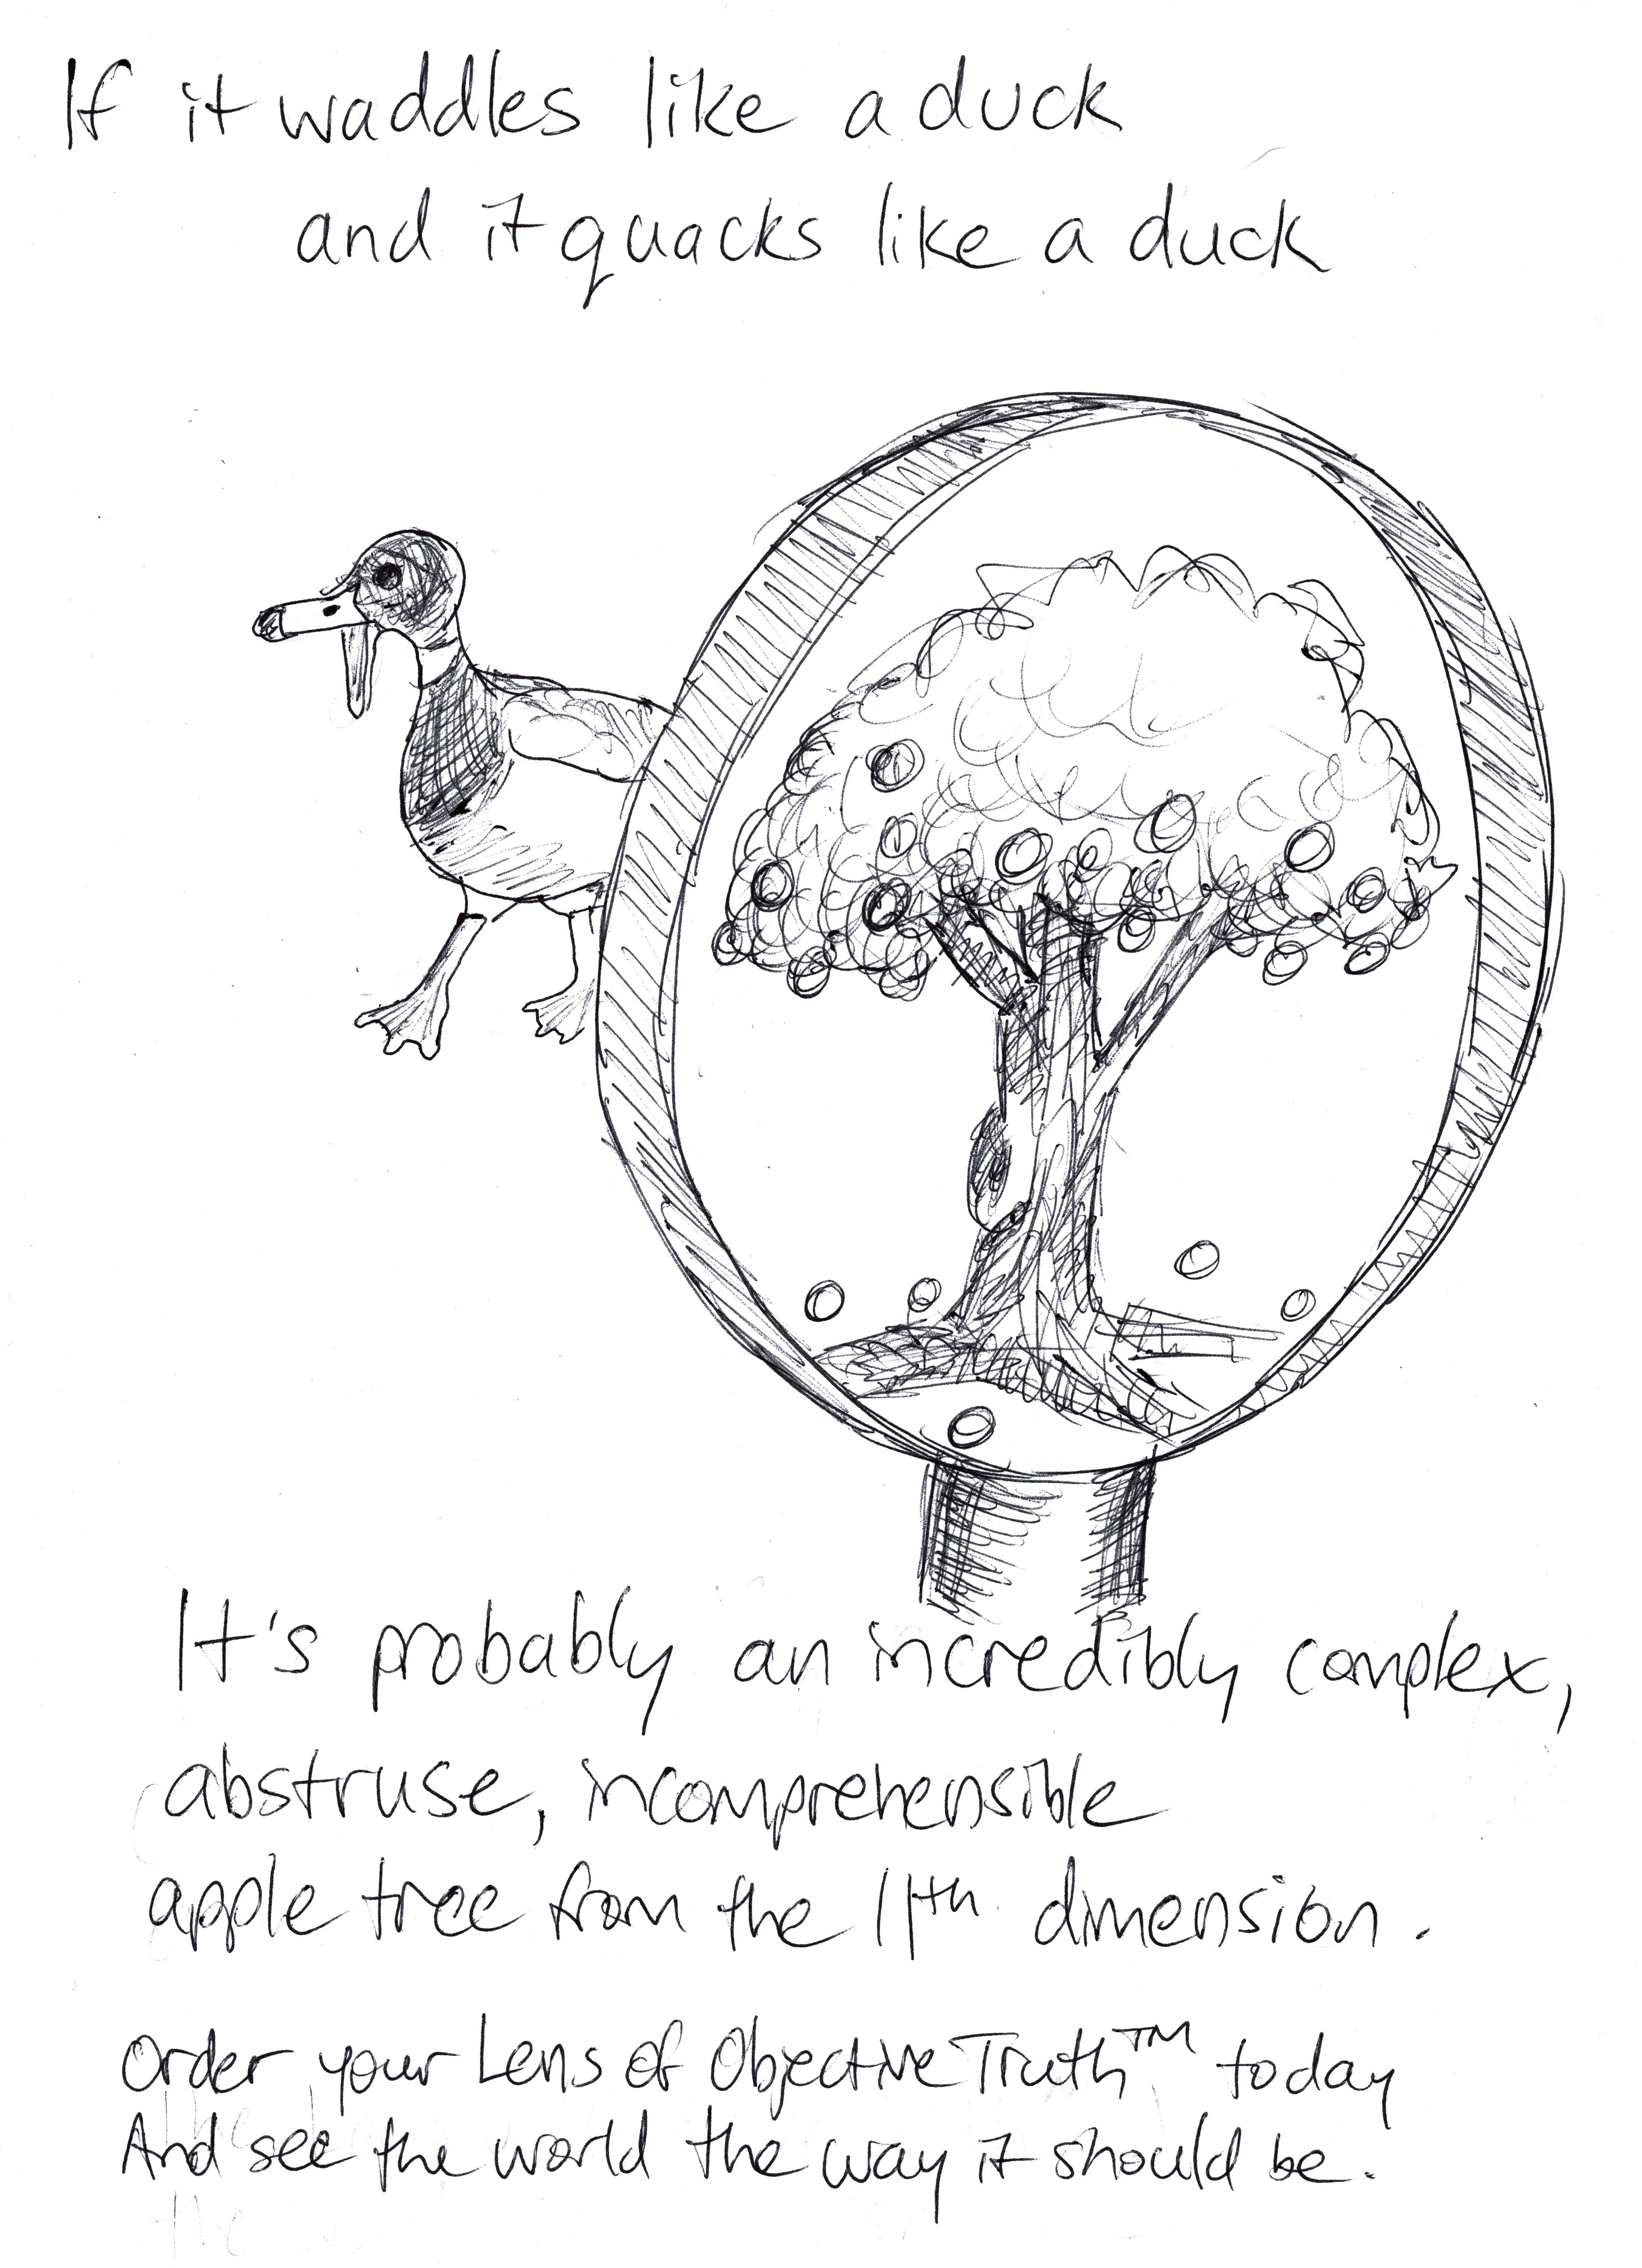 If it waddles like a duck
and it quacks like a duck
It's probably an incredibly complex,
abstruse, incomprehensible
apple tree from the 11th dimension.
Order your Lens of Objective Truth™ today
And see the world the way it should be.